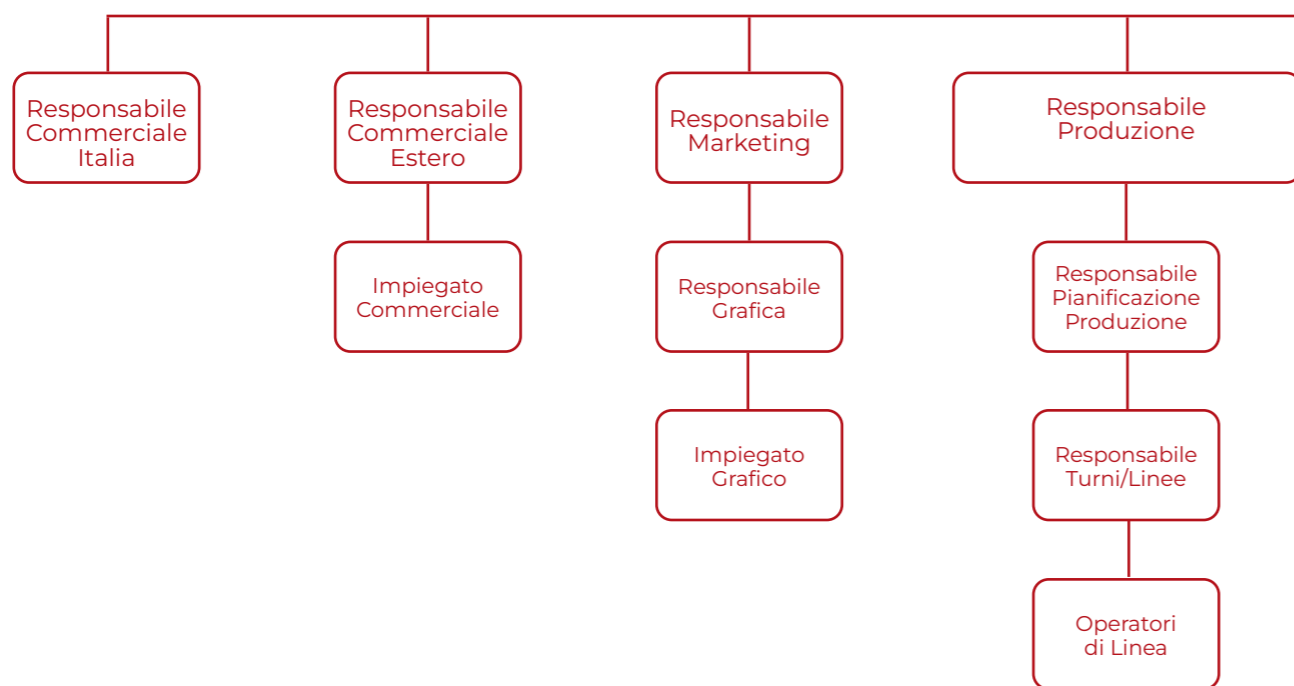 Responsabile
Commerciale
Italia
Responsabile
Commerciale
Estero
Responsabile
Marketing
Responsabile
Produzione
Impiegato
Commerciale
Responsabile
Grafica
Responsabile
Pianificazione
Produzione
Impiegato
Grafico
Responsabile
Turni/Linee
Operatori
di Linea